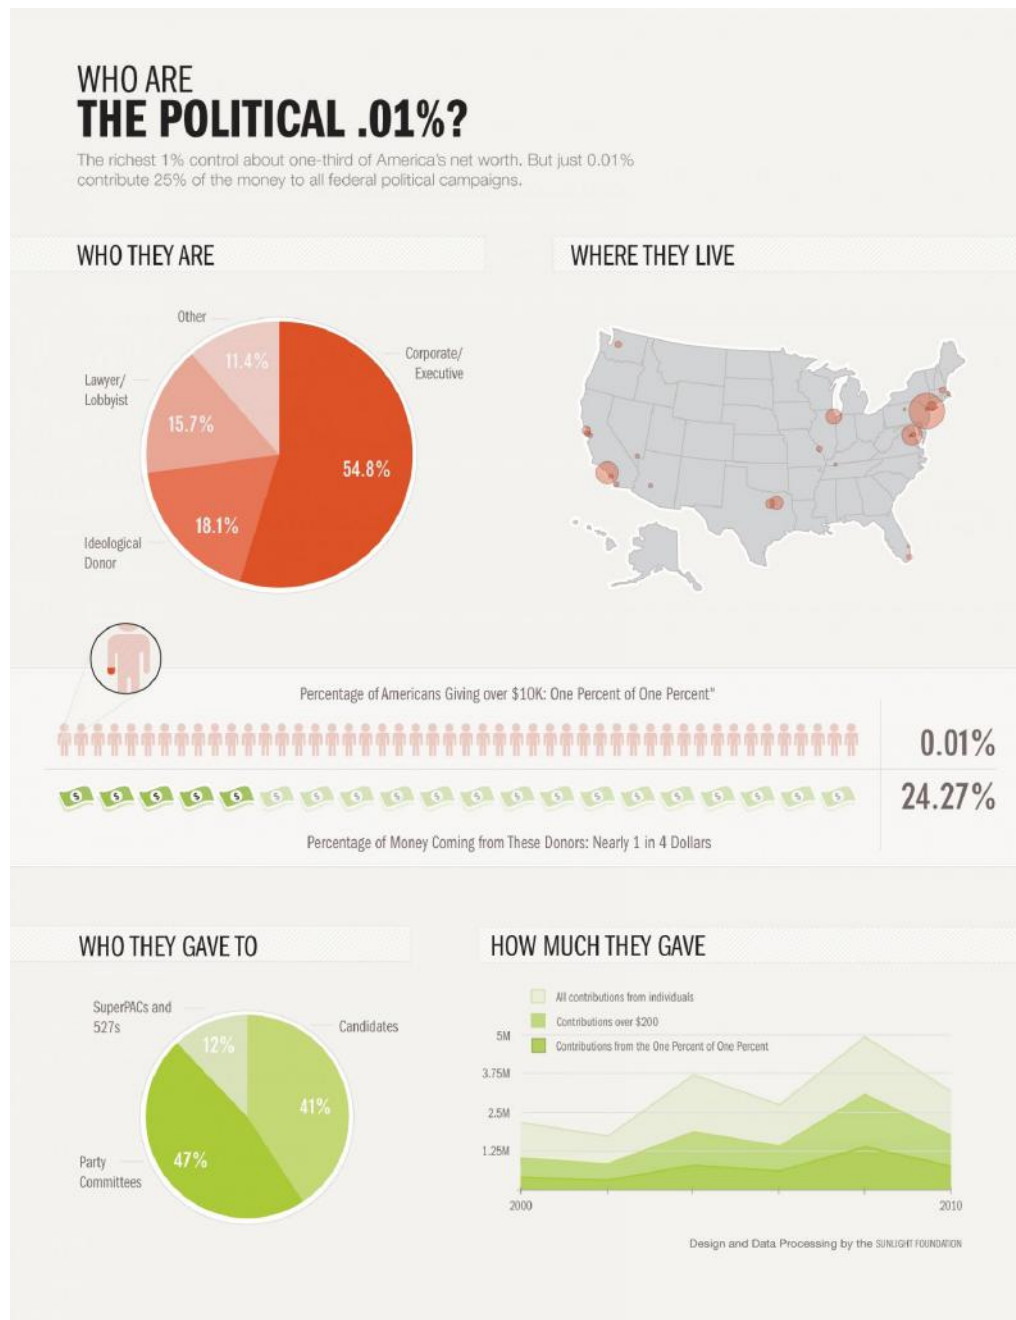 WHO ARE
THE POLITICAL .01%?
The richest 1% control about one-third of America's net worth. But just 0.01%
contribute 25% of the money to all federal political campaigns.
WHO THEY ARE
Other
11.4%
Corporate/
Executive
Lawyer/
Lobbyist
15.7%
54.8%
18.1%
Ideological
Donor
WHERE THEY LIVE
Percentage of Americans Giving over $10K: One Percent of One Percent"
0.01%
$ $ $ $ $ $ $ $ $ $ $ $ $ $ $ $ $ $ $ $
24.27%
Percentage of Money Coming from These Donors: Nearly 1 in 4 Dollars
WHO THEY GAVE TO
SuperPACs and
527s
Candidates
12%
41%
Party
Committees
47%
HOW MUCH THEY GAVE
All contributions from individuals
Contributions over $200
Contributions from the One Percent of One Percent
5M
3.75M
2.5M
1.25M
2000
2010
Design and Data Processing by the SUNLIGHT FOUNDATION